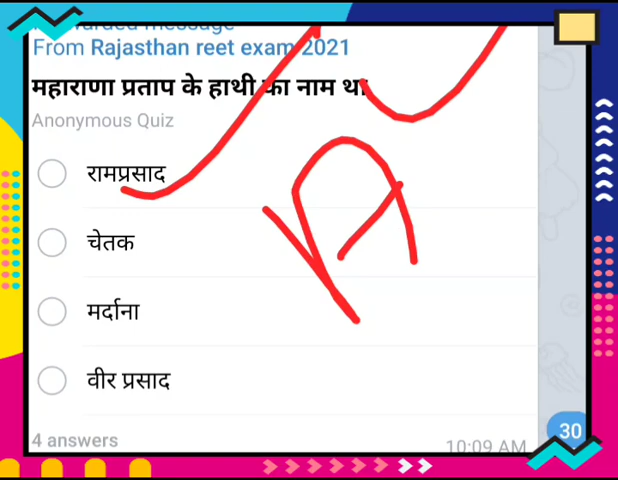 From Rajasthan reet exam 2021
महाराणा प्रताप के हाथी का नाम था
Anonymous Quiz
रामप्रसाद
चेतक
मर्दाना
वीर प्रसाद
4 answers
10:09 AM
30